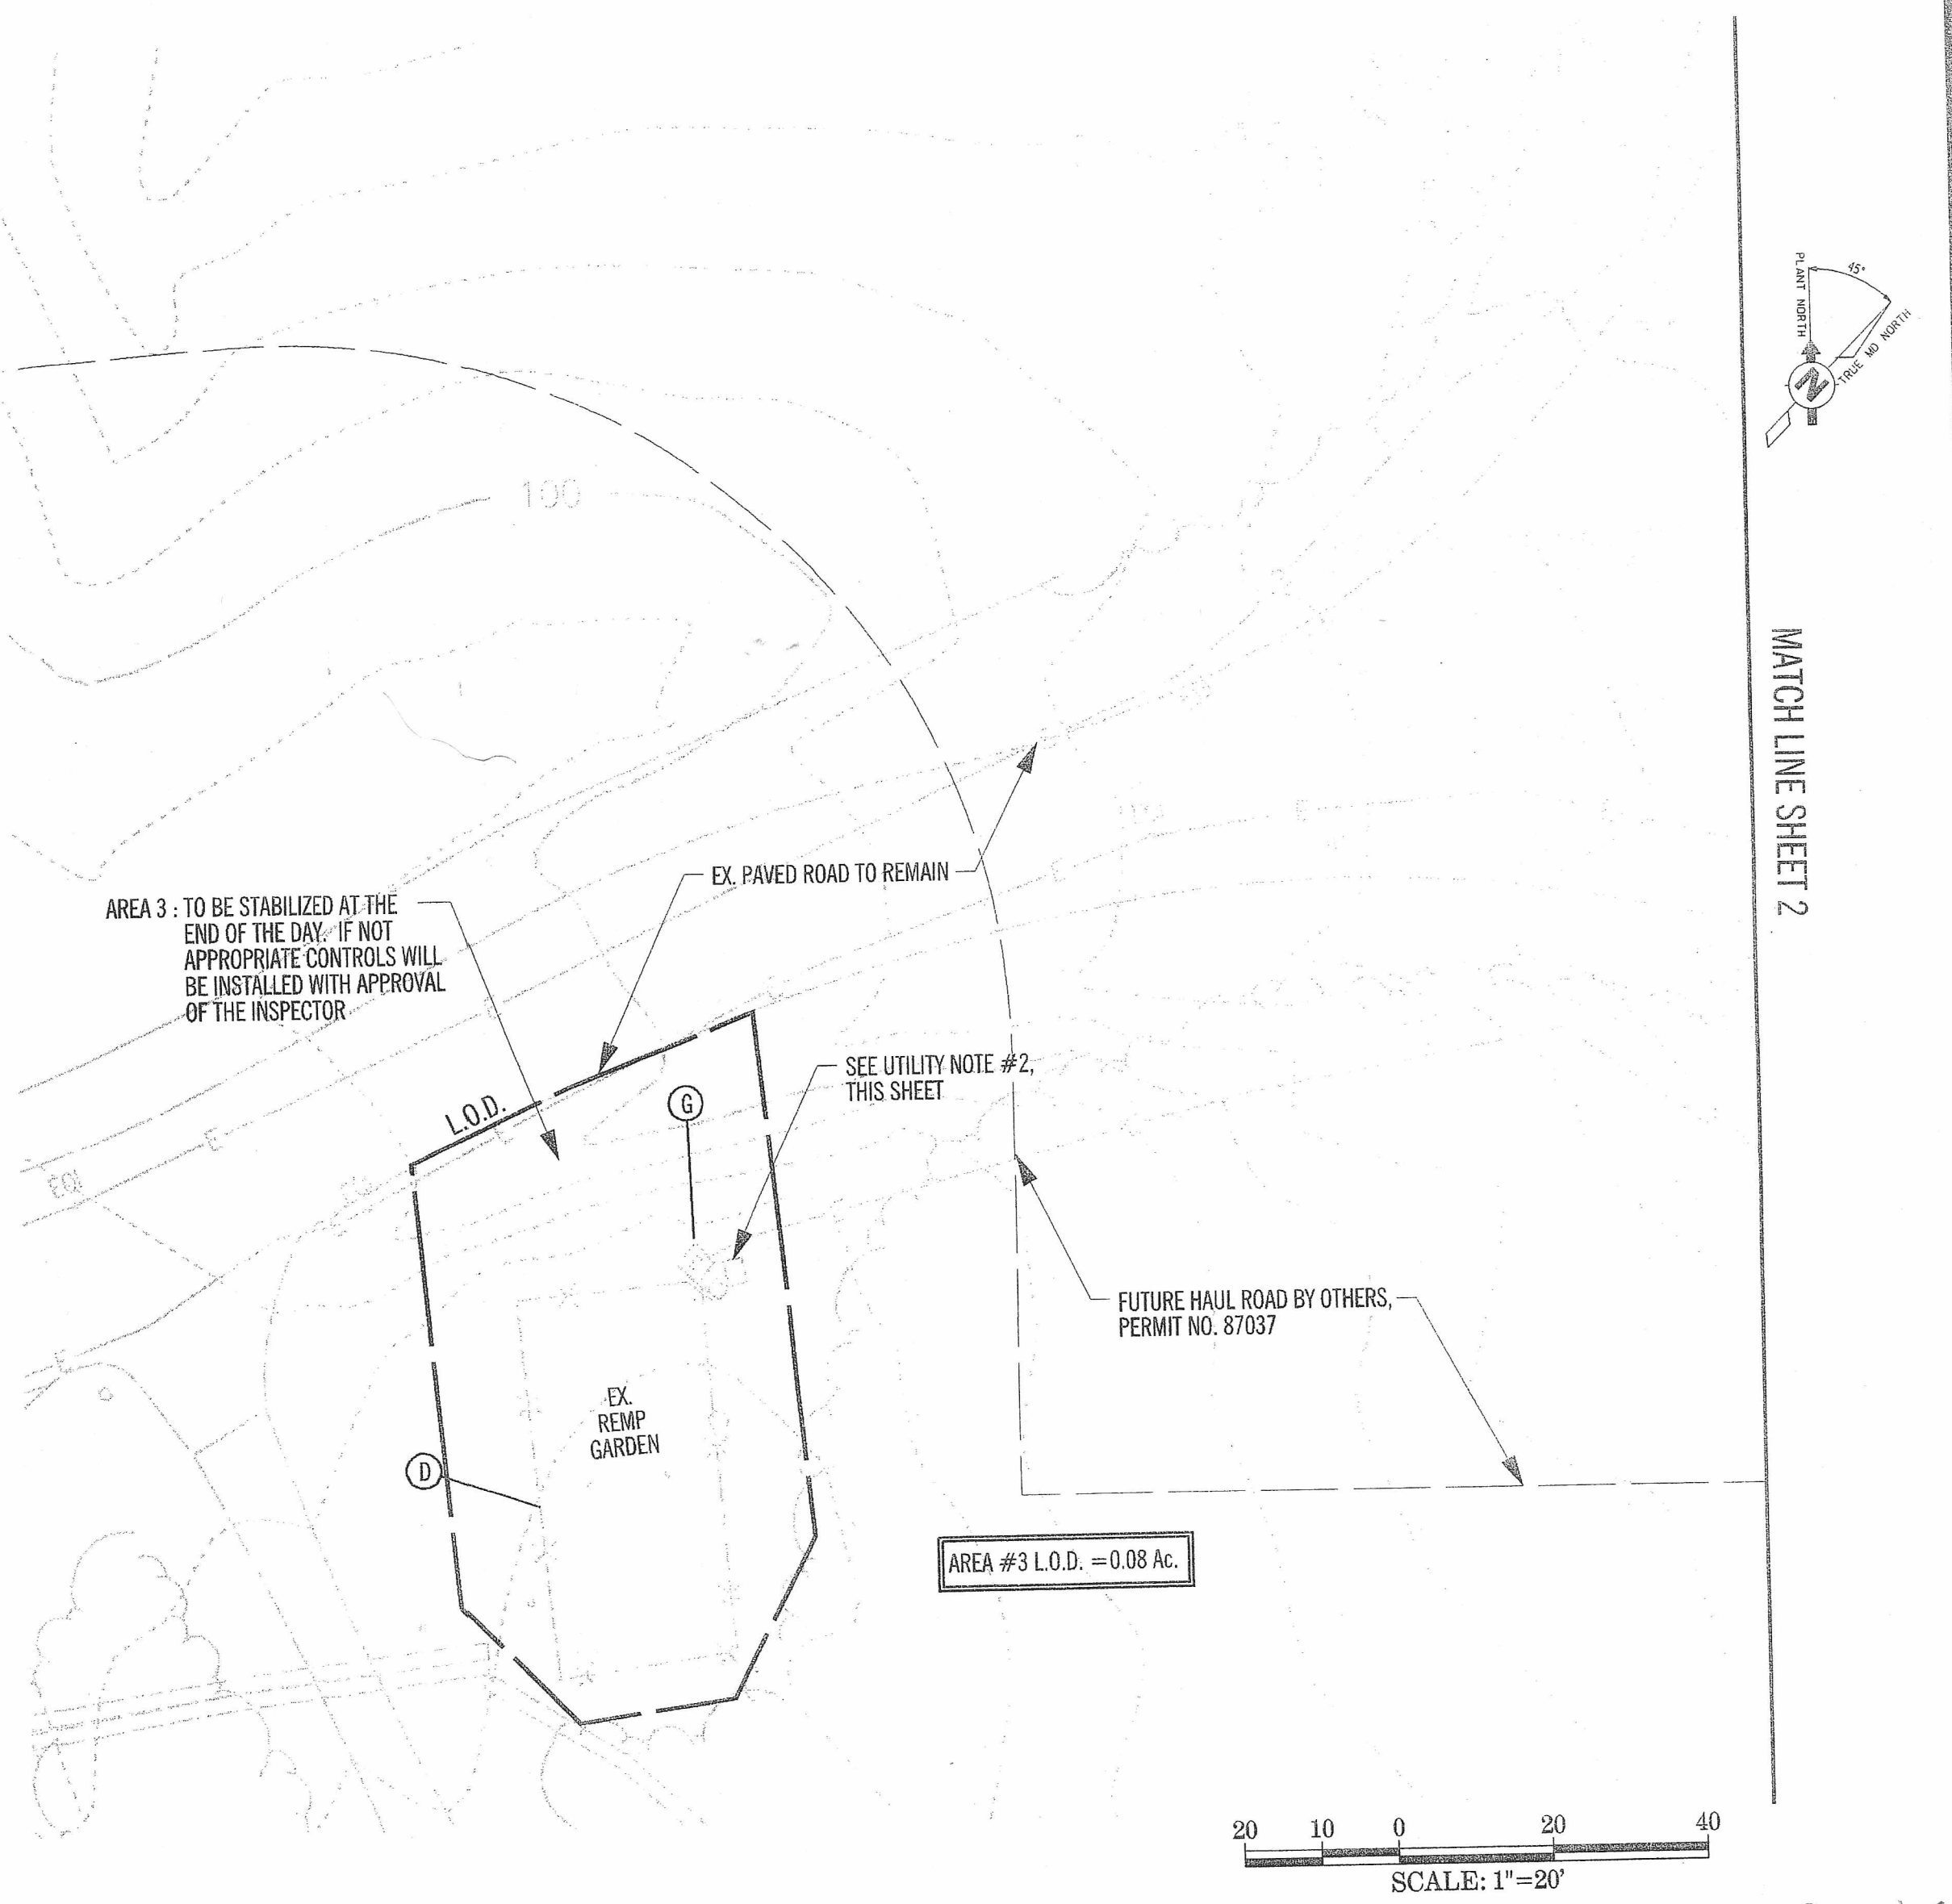 45°
PLANT NORTH
TRUE MD NORTH
N
100
MATCH LINE SHEET 2
EX. PAVED ROAD TO REMAIN
AREA 3 : TO BE STABILIZED AT THE
END OF THE DAY. IF NOT
APPROPRIATE CONTROLS WILL
BE INSTALLED WITH APPROVAL
OF THE INSPECTOR
E
E
SEE UTILITY NOTE #2,
THIS SHEET
L.O.D.
G
E
E
103
E
FUTURE HAUL ROAD BY OTHERS,
PERMIT NO. 87037
EX.
REMP
GARDEN
D
AREA #3 L.O.D. = 0.08 Ac.
20 10 0 20 40
SCALE: 1"=20'